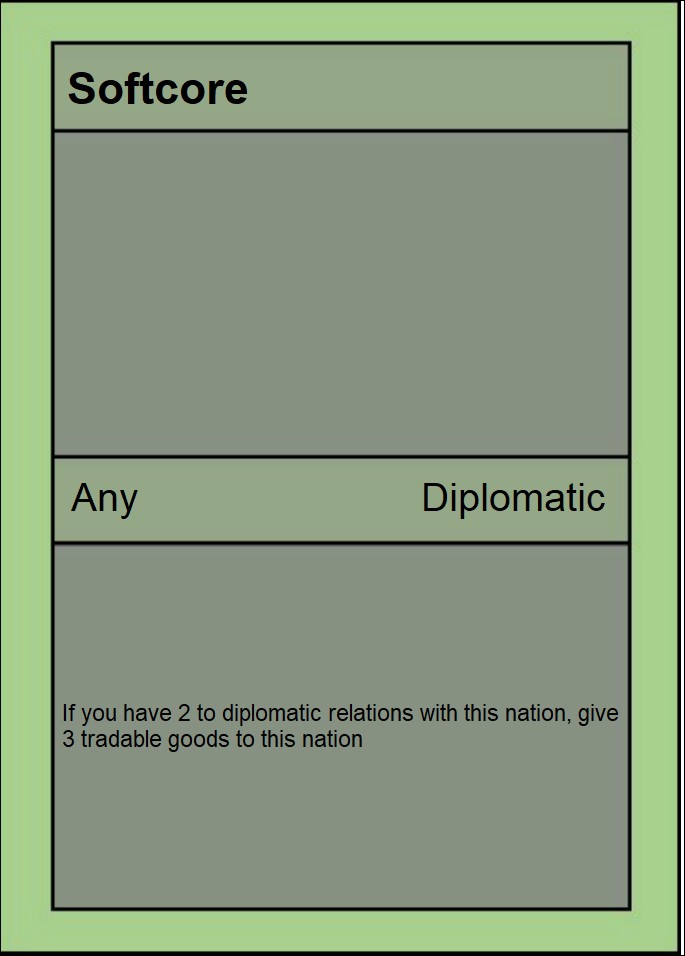 Softcore
Any Diplomatic
If you have 2 to diplomatic relations with this nation, give
3 tradable goods to this nation